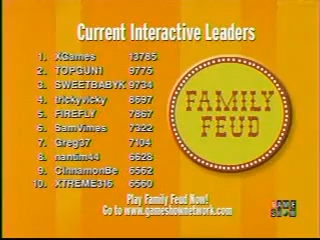 Current Interactive Leaders
1. XGames 13785
2. TOPGUN1 9775
3. SWEETBABYK 9734
4. trickyvicky 8697
5. FIREFLY 7867
6. SamVimes 7322
7. Greg37 7104
8. nantim44 6628
9. CinnamonBe 6562
10. XTREME316 6560
FAMILY
FEUD
Play Family Feud Now!
Go to www.gameshownetwork.com
GAME
SHOW